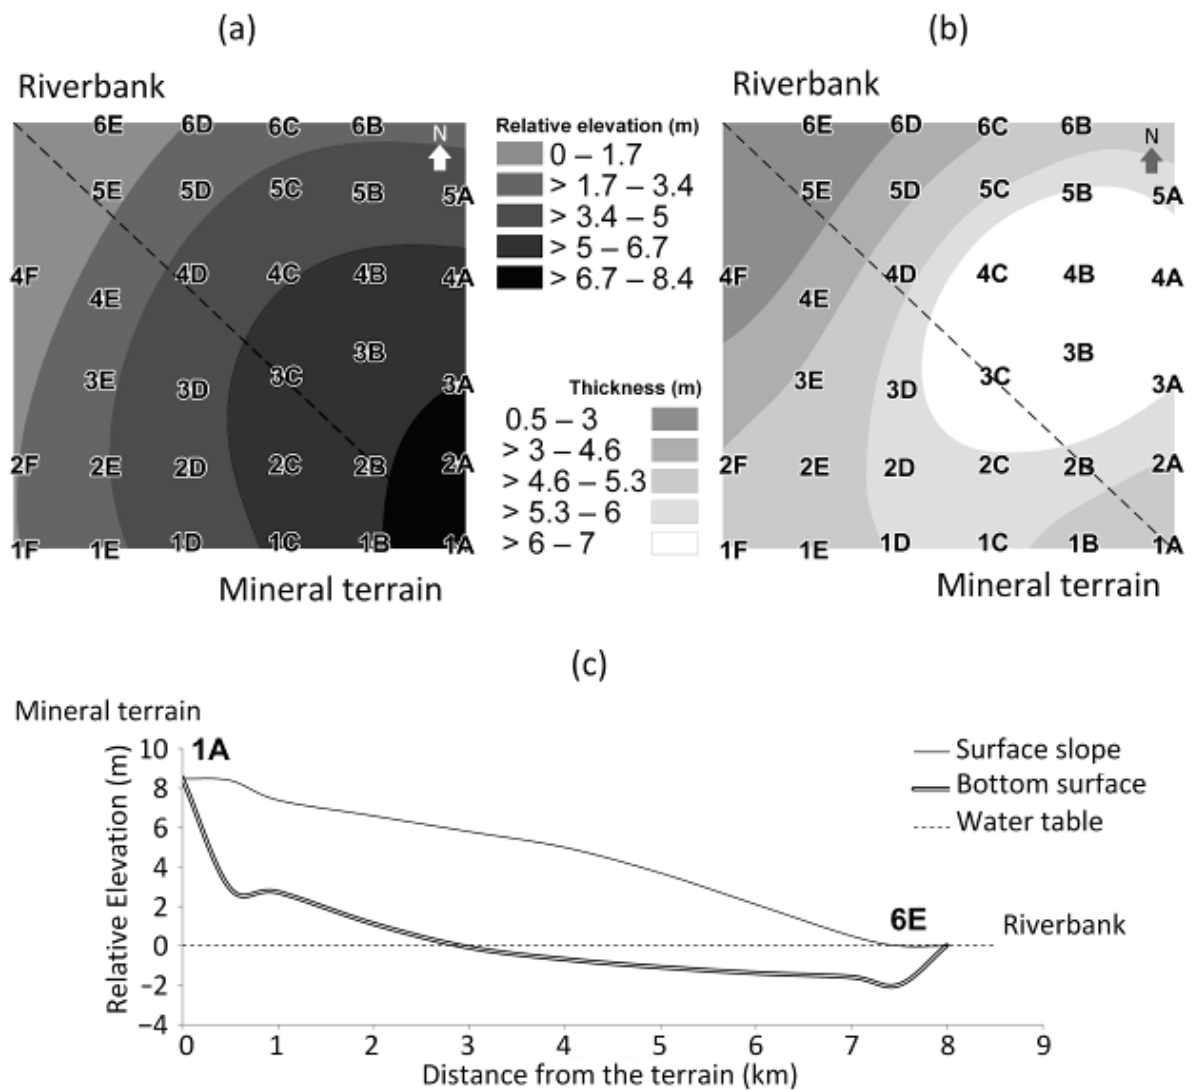 (a)
(b)
Riverbank
Riverbank
6E 6D 6C 6B
N
Relative elevation (m)
0 – 1.7
> 1.7 – 3.4
> 3.4 – 5
> 5 – 6.7
> 6.7 – 8.4
5E 5D 5C 5B 5A
4F 4E 4D 4C 4B 4A
3E 3D 3C 3B 3A
2F 2E 2D 2C 2B 2A
1F 1E 1D 1C 1B 1A
Mineral terrain
Thickness (m)
0.5 – 3
> 3 – 4.6
> 4.6 – 5.3
> 5.3 – 6
> 6 – 7
6E 6D 6C 6B
N
5E 5D 5C 5B 5A
4F 4E 4D 4C 4B 4A
3E 3D 3C 3B 3A
2F 2E 2D 2C 2B 2A
1F 1E 1D 1C 1B 1A
Mineral terrain
(c)
Mineral terrain
1A
Surface slope
Bottom surface
Water table
6E
Riverbank
Relative Elevation (m)
10
8
6
4
2
0
−2
−4
0 1 2 3 4 5 6 7 8 9
Distance from the terrain (km)